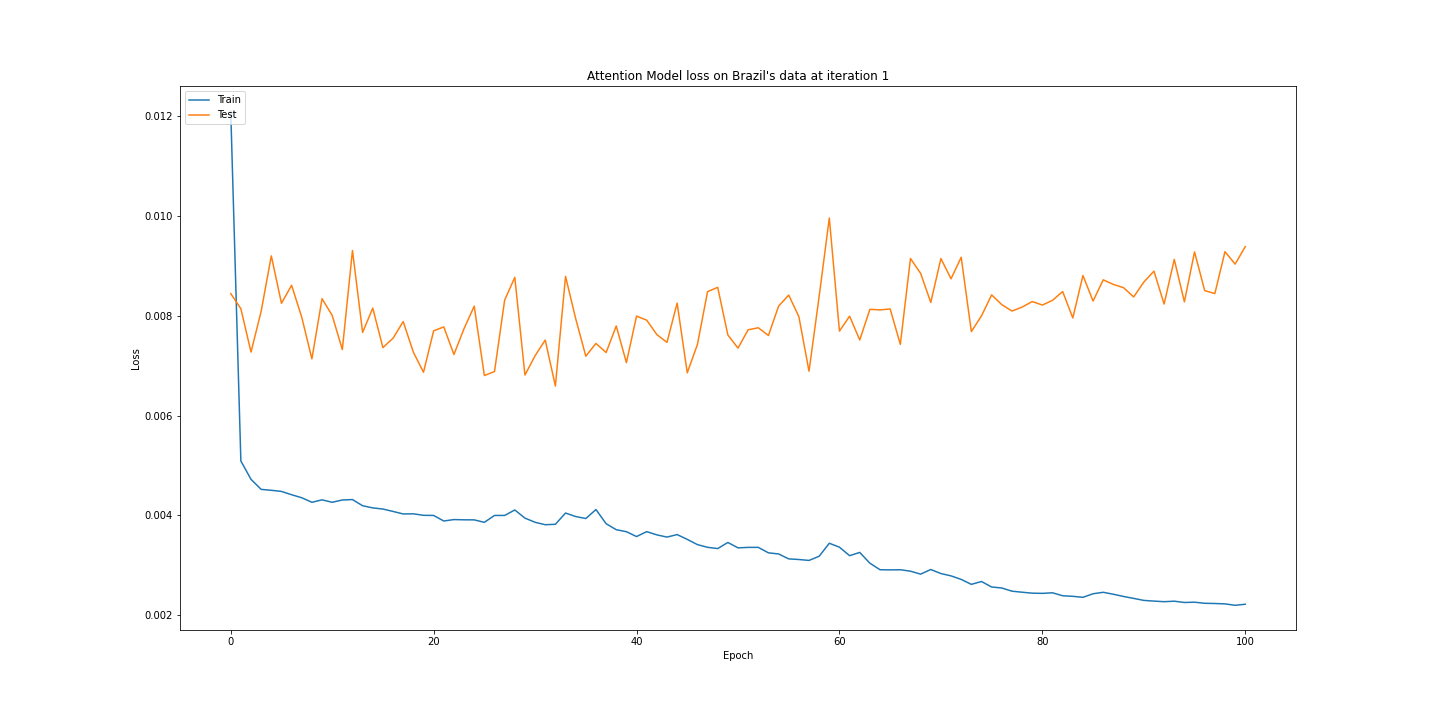 Attention Model loss on Brazil's data at iteration 1
Train
Test
0.012
0.010
0.008
0.006
0.004
0.002
Loss
0 20 40 60 80 100
Epoch